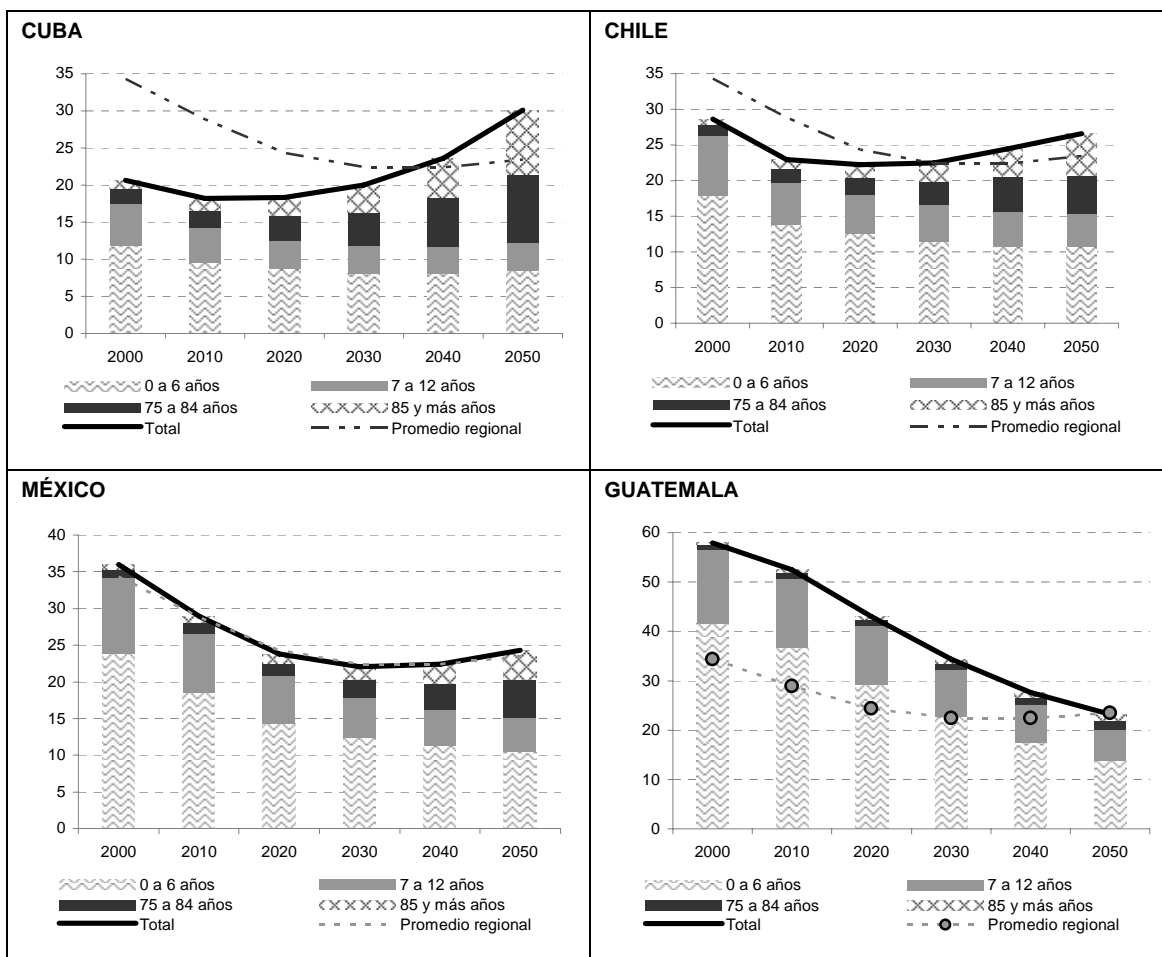 CUBA
35
30
25
20
15
10
5
0
2000 2010 2020 2030 2040 2050
0 a 6 años 7 a 12 años
75 a 84 años 85 y más años
Total Promedio regional
CHILE
35
30
25
20
15
10
5
0
2000 2010 2020 2030 2040 2050
0 a 6 años 7 a 12 años
75 a 84 años 85 y más años
Total Promedio regional
MÉXICO
40
35
30
25
20
15
10
5
0
2000 2010 2020 2030 2040 2050
0 a 6 años 7 a 12 años
75 a 84 años 85 y más años
Total Promedio regional
GUATEMALA
60
50
40
30
20
10
0
2000 2010 2020 2030 2040 2050
0 a 6 años 7 a 12 años
75 a 84 años 85 y más años
Total Promedio regional